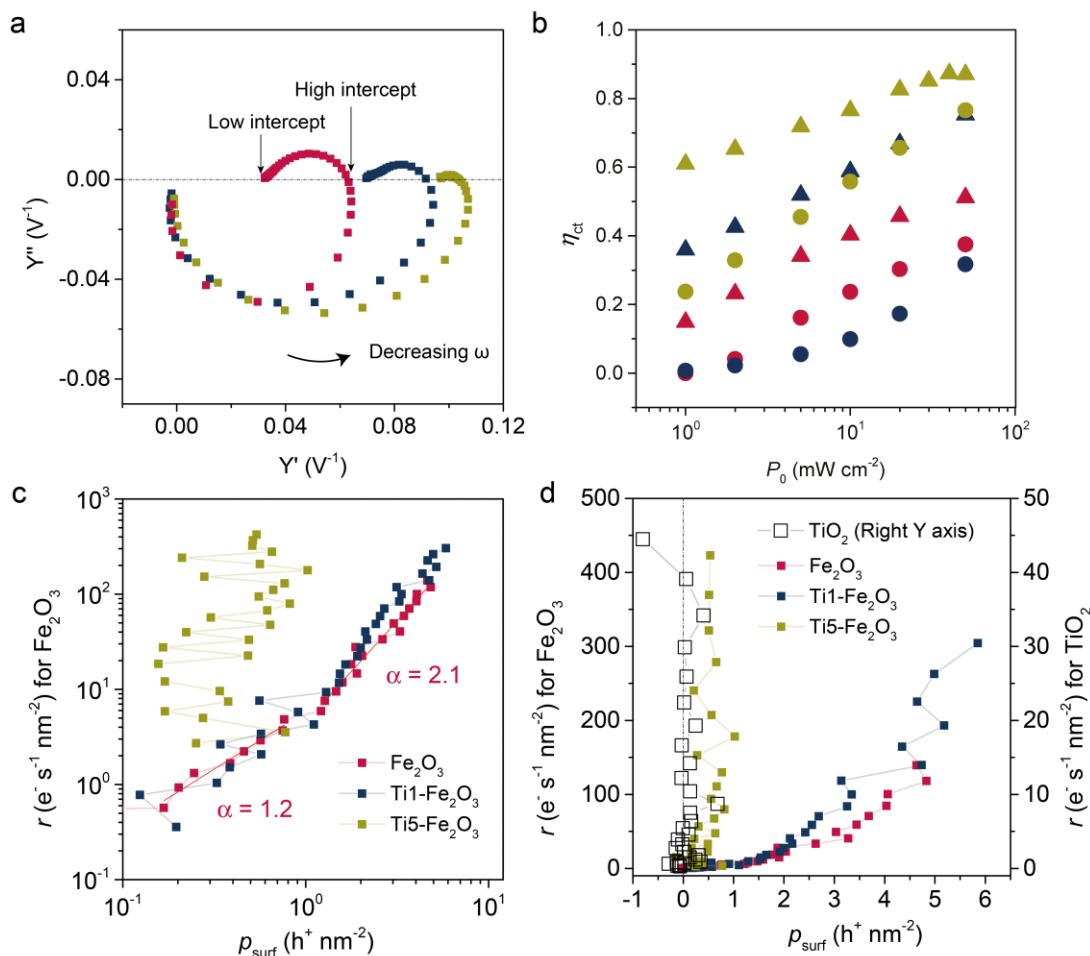 a
0.04
0.00
-0.04
-0.08
Y'' (V⁻¹)
Low intercept
High intercept
Decreasing ω
0.00
0.04
0.08
0.12
Y' (V⁻¹)
b
1.0
0.8
0.6
0.4
0.2
0.0
η_ct
10⁰
10¹
10²
P₀ (mW cm⁻²)
c
10³
10²
10¹
10⁰
10⁻¹
r (e⁻ s⁻¹ nm⁻²) for Fe₂O₃
α = 2.1
α = 1.2
Fe₂O₃
Ti1-Fe₂O₃
Ti5-Fe₂O₃
10⁻¹
10⁰
10¹
p_surf (h⁺ nm⁻²)
d
500
400
300
200
100
0
r (e⁻ s⁻¹ nm⁻²) for Fe₂O₃
TiO₂ (Right Y axis)
Fe₂O₃
Ti1-Fe₂O₃
Ti5-Fe₂O₃
50
40
30
20
10
0
r (e⁻ s⁻¹ nm⁻²) for TiO₂
-1
0
1
2
3
4
5
6
p_surf (h⁺ nm⁻²)